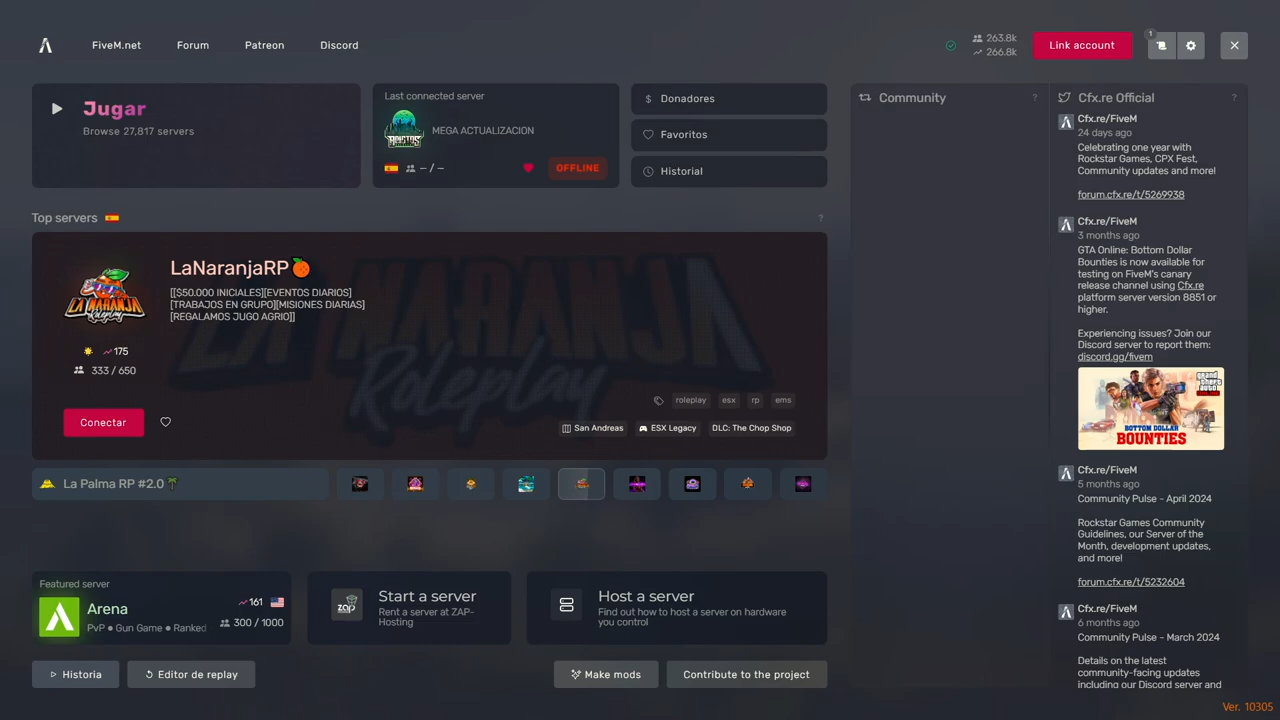 FiveM.net
Forum
Patreon
Discord
263.8k
266.8k
Link account
1
Jugar
Browse 27,817 servers
Last connected server
MEGA ACTUALIZACION
– / –
OFFLINE
$ Donadores
Favoritos
Historial
Top servers
?
LaNaranjaRP
[[$50.000 INICIALES][EVENTOS DIARIOS]
[TRABAJOS EN GRUPO][MISIONES DIARIAS]
[REGALAMOS JUGO AGRIO]]
LA NARANJA
Roleplay
LA NARANJA
Roleplay
175
333 / 650
Conectar
roleplay
esx
rp
ems
San Andreas
ESX Legacy
DLC: The Chop Shop
La Palma RP #2.0
Featured server
Arena
PvP ● Gun Game ● Ranked
161
300 / 1000
ZAP
Start a server
Rent a server at ZAP-
Hosting
Host a server
Find out how to host a server on hardware
you control
Historia
Editor de replay
Make mods
Contribute to the project
Community
?
Cfx.re Official
?
Cfx.re/FiveM
24 days ago
Celebrating one year with
Rockstar Games, CPX Fest,
Community updates and more!
forum.cfx.re/t/5269938
Cfx.re/FiveM
3 months ago
GTA Online: Bottom Dollar
Bounties is now available for
testing on FiveM's canary
release channel using Cfx.re
platform server version 8851 or
higher.
Experiencing issues? Join our
Discord server to report them:
discord.gg/fivem
grand
theft
auto
BOTTOM DOLLAR
BOUNTIES
Cfx.re/FiveM
5 months ago
Community Pulse - April 2024
Rockstar Games Community
Guidelines, our Server of the
Month, development updates,
and more!
forum.cfx.re/t/5232604
Cfx.re/FiveM
6 months ago
Community Pulse - March 2024
Details on the latest
community-facing updates
including our Discord server and
Ver. 10305